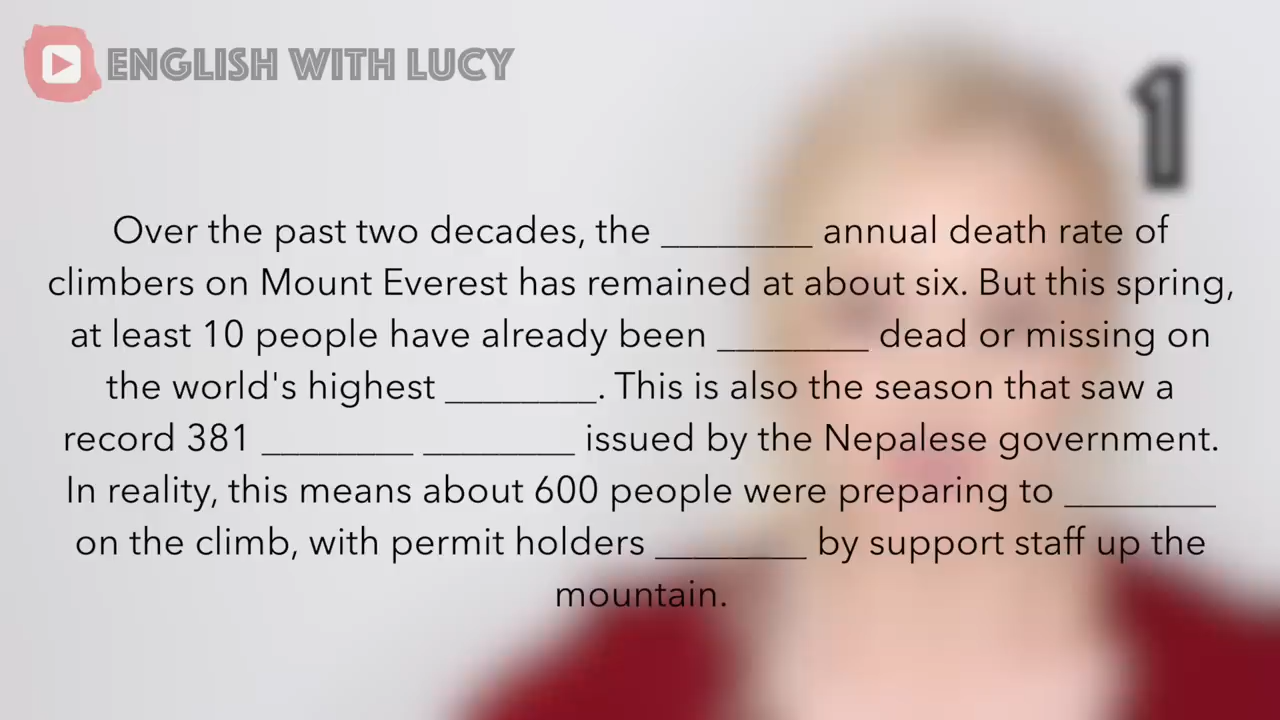 ENGLISH WITH LUCY
1
Over the past two decades, the ________ annual death rate of
climbers on Mount Everest has remained at about six. But this spring,
at least 10 people have already been ________ dead or missing on
the world's highest ________. This is also the season that saw a
record 381 ________ ________ issued by the Nepalese government.
In reality, this means about 600 people were preparing to ________
on the climb, with permit holders ________ by support staff up the
mountain.